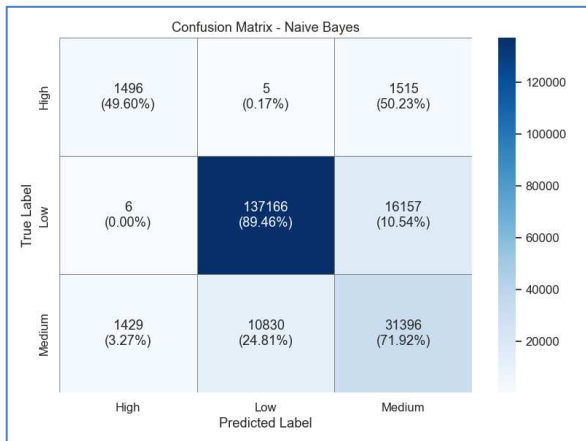 Confusion Matrix - Naive Bayes
True Label
High
1496
(49.60%)
5
(0.17%)
1515
(50.23%)
Low
6
(0.00%)
137166
(89.46%)
16157
(10.54%)
Medium
1429
(3.27%)
10830
(24.81%)
31396
(71.92%)
High
Low
Medium
Predicted Label
120000
100000
80000
60000
40000
20000